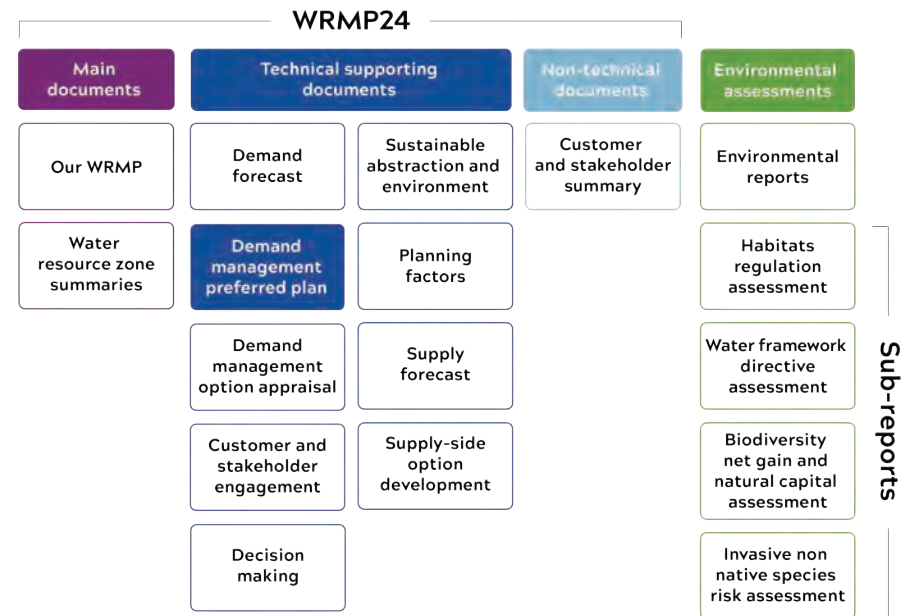 WRMP24
Main
documents
Technical supporting
documents
Non-technical
documents
Environmental
assessments
Our WRMP
Demand
forecast
Sustainable
abstraction and
environment
Customer
and stakeholder
summary
Environmental
reports
Water
resource zone
summaries
Demand
management
preferred plan
Planning
factors
Habitats
regulation
assessment
Demand
management
option appraisal
Supply
forecast
Water framework
directive
assessment
Customer and
stakeholder
engagement
Supply-side
option
development
Biodiversity
net gain and
natural capital
assessment
Decision
making
Invasive non
native species
risk assessment
Sub-reports